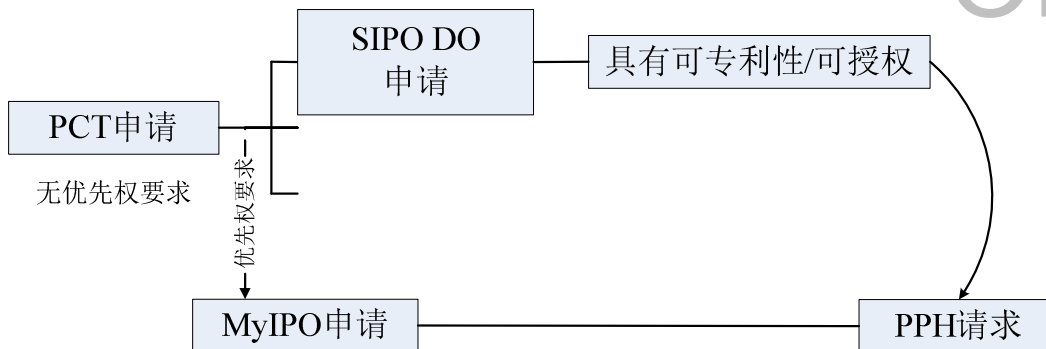 SIPO DO
申请
具有可专利性/可授权
PCT申请
无优先权要求
优先权要求
MyIPO申请
PPH请求